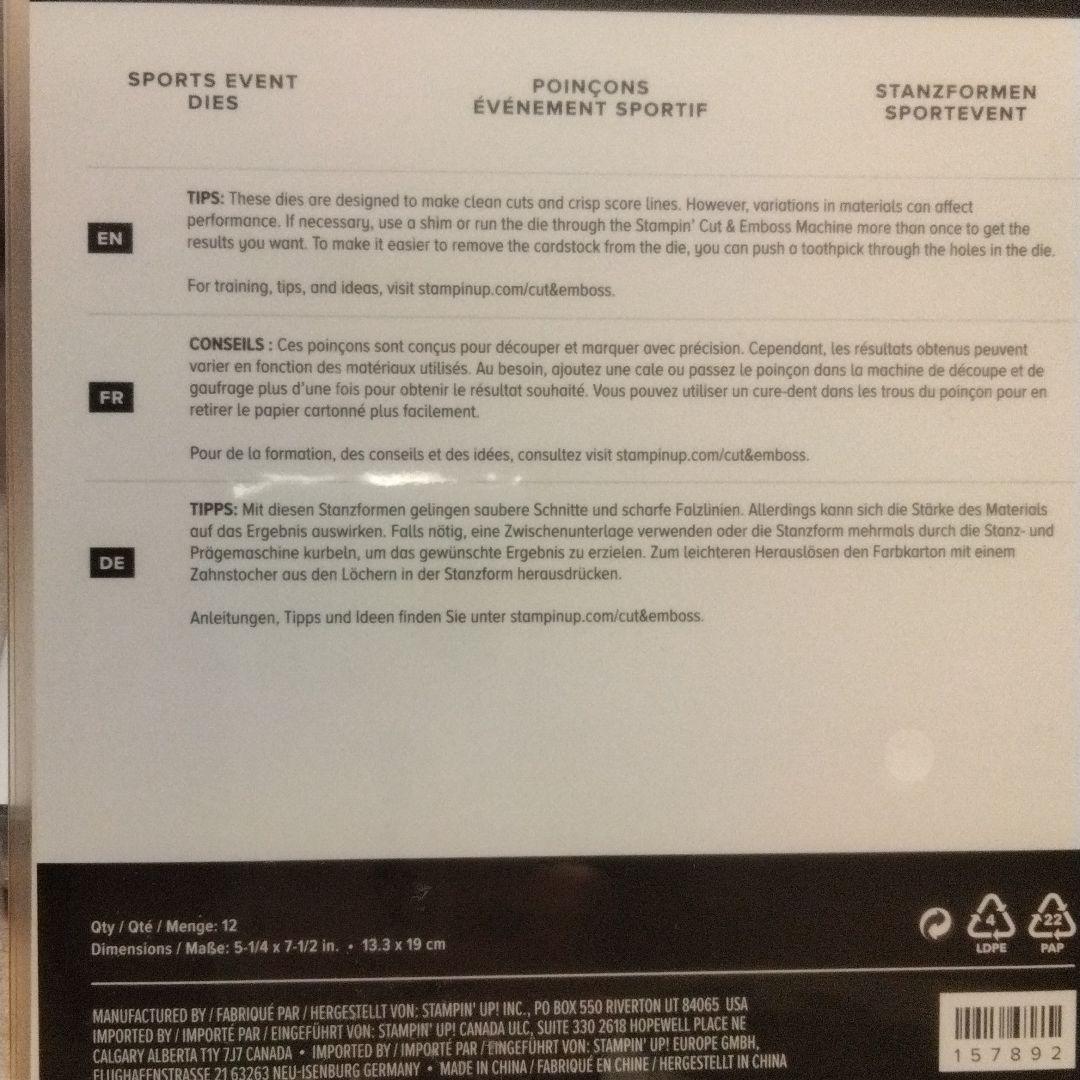 SPORTS EVENT
DIES
POINÇONS
ÉVÉNEMENT SPORTIF
STANZFORMEN
SPORTEVENT
EN
TIPS: These dies are designed to make clean cuts and crisp score lines. However, variations in materials can affect
performance. If necessary, use a shim or run the die through the Stampin' Cut & Emboss Machine more than once to get the
results you want. To make it easier to remove the cardstock from the die, you can push a toothpick through the holes in the die.
For training, tips, and ideas, visit stampinup.com/cut&emboss.
FR
CONSEILS : Ces poinçons sont conçus pour découper et marquer avec précision. Cependant, les résultats obtenus peuvent
varier en fonction des matériaux utilisés. Au besoin, ajoutez une cale ou passez le poinçon dans la machine de découpe et de
gaufrage plus d'une fois pour obtenir le résultat souhaité. Vous pouvez utiliser un cure-dent dans les trous du poinçon pour en
retirer le papier cartonné plus facilement.
Pour de la formation, des conseils et des idées, consultez visit stampinup.com/cut&emboss.
DE
TIPPS: Mit diesen Stanzformen gelingen saubere Schnitte und scharfe Falzlinien. Allerdings kann sich die Stärke des Materials
auf das Ergebnis auswirken. Falls nötig, eine Zwischenunterlage verwenden oder die Stanzform mehrmals durch die Stanz- und
Prägemaschine kurbeln, um das gewünschte Ergebnis zu erzielen. Zum leichteren Herauslösen den Farbkarton mit einem
Zahnstocher aus den Löchern in der Stanzform herausdrücken.
Anleitungen, Tipps und Ideen finden Sie unter stampinup.com/cut&emboss.
Qty / Qté / Menge: 12
Dimensions / Maße: 5-1/4 x 7-1/2 in. • 13.3 x 19 cm
4
LDPE
22
PAP
MANUFACTURED BY / FABRIQUÉ PAR / HERGESTELLT VON: STAMPIN' UP! INC., PO BOX 550 RIVERTON UT 84065 USA
IMPORTED BY / IMPORTÉ PAR / EINGEFÜHRT VON: STAMPIN' UP! CANADA ULC, SUITE 330 2618 HOPEWELL PLACE NE
CALGARY ALBERTA T1Y 7J7 CANADA • IMPORTED BY / IMPORTÉ PAR / EINGEFÜHRT VON: STAMPIN' UP! EUROPE GMBH,
FLUGHAFENSTRASSE 21 63263 NEU-ISENBURG GERMANY • MADE IN CHINA / FABRIQUÉ EN CHINE / HERGESTELLT IN CHINA
157892